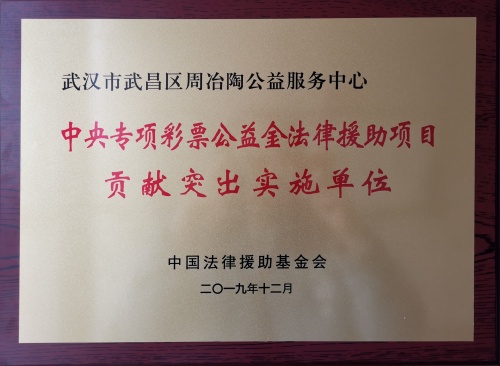 武汉市武昌区周冶陶公益服务中心
中央专项彩票公益金法律援助项目
贡献突出实施单位
中国法律援助基金会
二〇一九年十二月